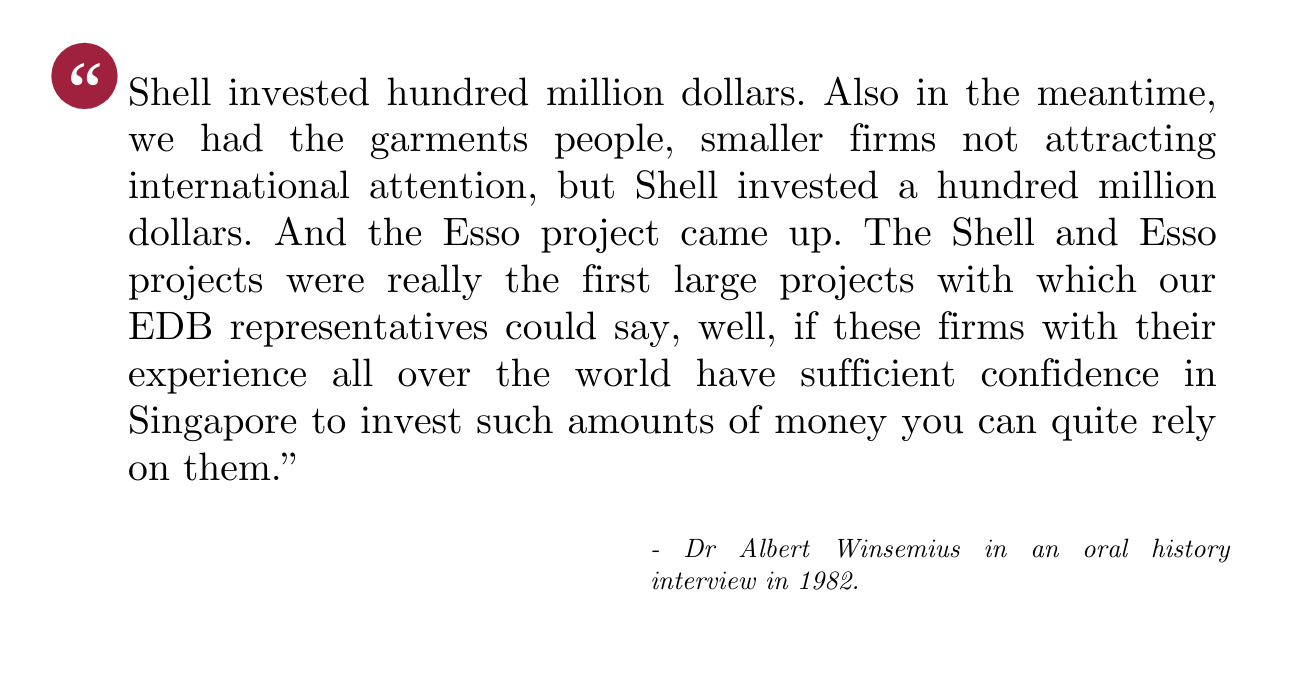 “ Shell invested hundred million dollars. Also in the meantime,
we had the garments people, smaller firms not attracting
international attention, but Shell invested a hundred million
dollars. And the Esso project came up. The Shell and Esso
projects were really the first large projects with which our
EDB representatives could say, well, if these firms with their
experience all over the world have sufficient confidence in
Singapore to invest such amounts of money you can quite rely
on them.”
- Dr Albert Winsemius in an oral history
interview in 1982.